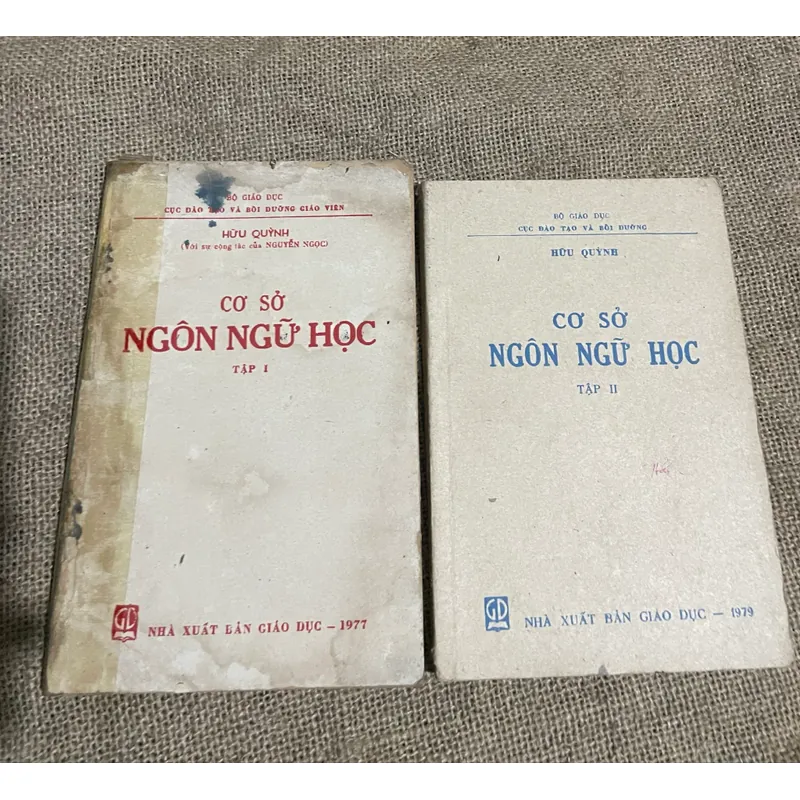 BỘ GIÁO DỤC
CỤC ĐÀO TẠO VÀ BỒI DƯỠNG GIÁO VIÊN
HỮU QUỲNH
(Với sự cộng tác của NGUYỄN NGỌC)
CƠ SỞ
NGÔN NGỮ HỌC
TẬP I
GD
NHÀ XUẤT BẢN GIÁO DỤC – 1977
BỘ GIÁO DỤC
CỤC ĐÀO TẠO VÀ BỒI DƯỠNG
HỮU QUỲNH
CƠ SỞ
NGÔN NGỮ HỌC
TẬP II
GD
NHÀ XUẤT BẢN GIÁO DỤC – 1979